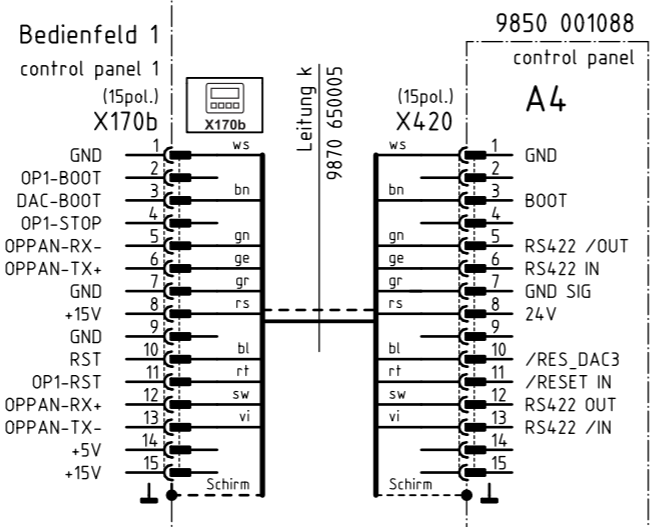 Bedienfeld 1
control panel 1
(15pol.)
X170b
X170b
Leitung k
9870 650005
9850 001088
control panel
(15pol.)
X420
A4
GND 1 ws
OP1-BOOT 2
DAC-BOOT 3 bn
OP1-STOP 4
OPPAN-RX- 5 gn
OPPAN-TX+ 6 ge
GND 7 gr
+15V 8 rs
GND 9
RST 10 bl
OP1-RST 11 rt
OPPAN-RX+ 12 sw
OPPAN-TX- 13 vi
+5V 14
+15V 15
Schirm
ws 1 GND
2
bn 3 BOOT
4
gn 5 RS422 /OUT
ge 6 RS422 IN
gr 7 GND SIG
rs 8 24V
9
bl 10 /RES_DAC3
rt 11 /RESET IN
sw 12 RS422 OUT
vi 13 RS422 /IN
14
15
Schirm